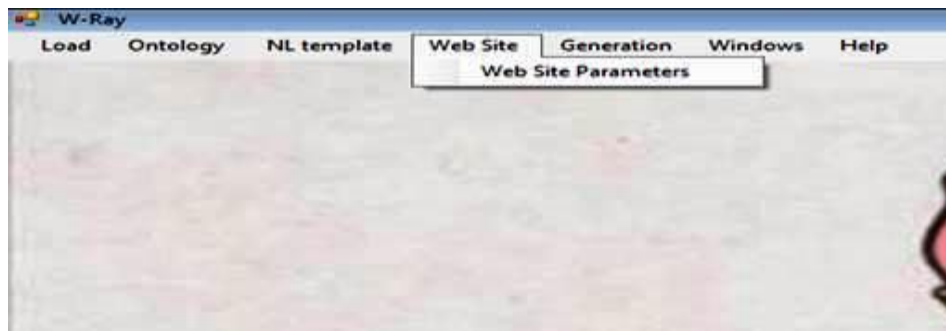 W-Ray
Load Ontology NL template Web Site Generation Windows Help
Web Site Parameters